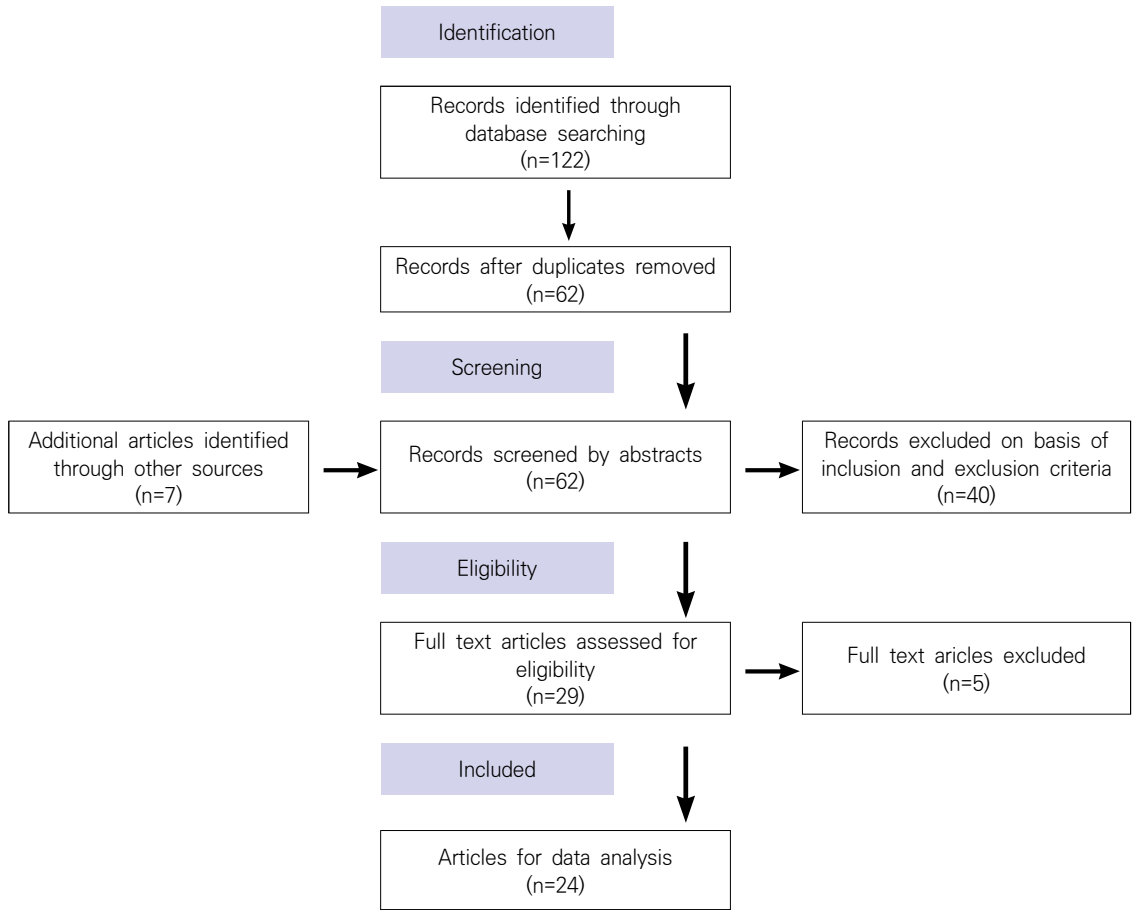 Identification
Records identified through
database searching
(n=122)
Records after duplicates removed
(n=62)
Screening
Additional articles identified
through other sources
(n=7)
Records screened by abstracts
(n=62)
Records excluded on basis of
inclusion and exclusion criteria
(n=40)
Eligibility
Full text articles assessed for
eligibility
(n=29)
Full text aricles excluded
(n=5)
Included
Articles for data analysis
(n=24)